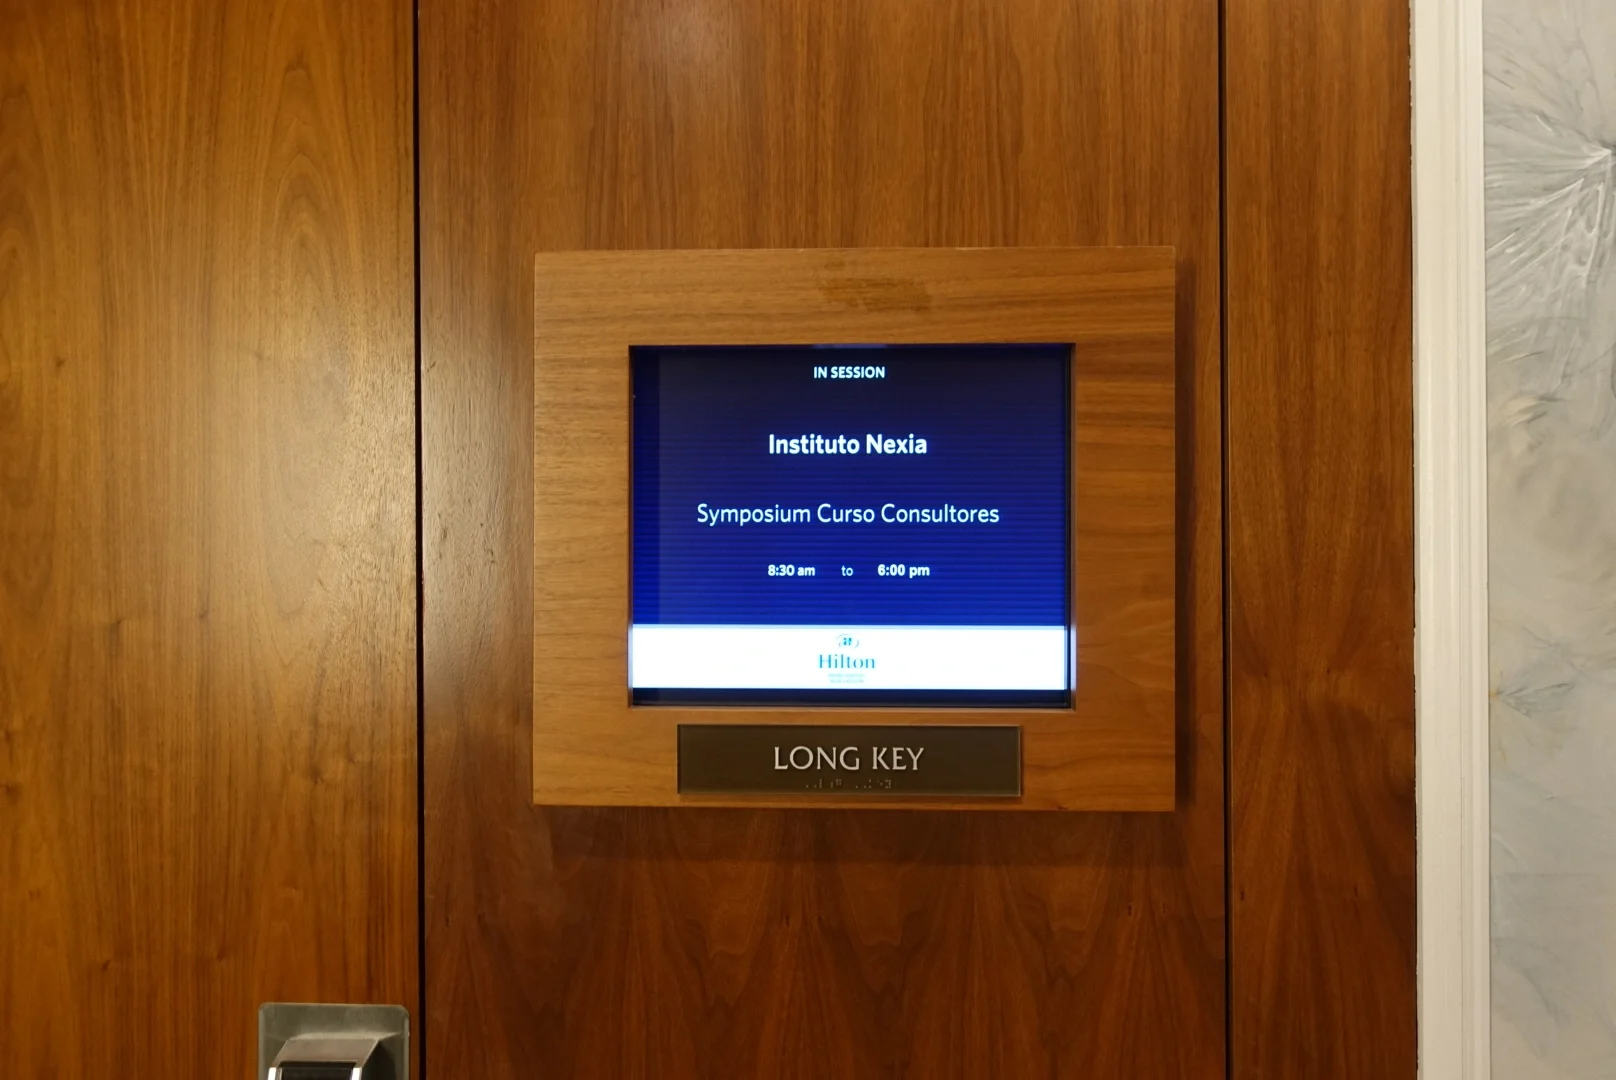 IN SESSION
Instituto Nexia
Symposium Curso Consultores
8:30 am to 6:00 pm
Hilton
LONG KEY